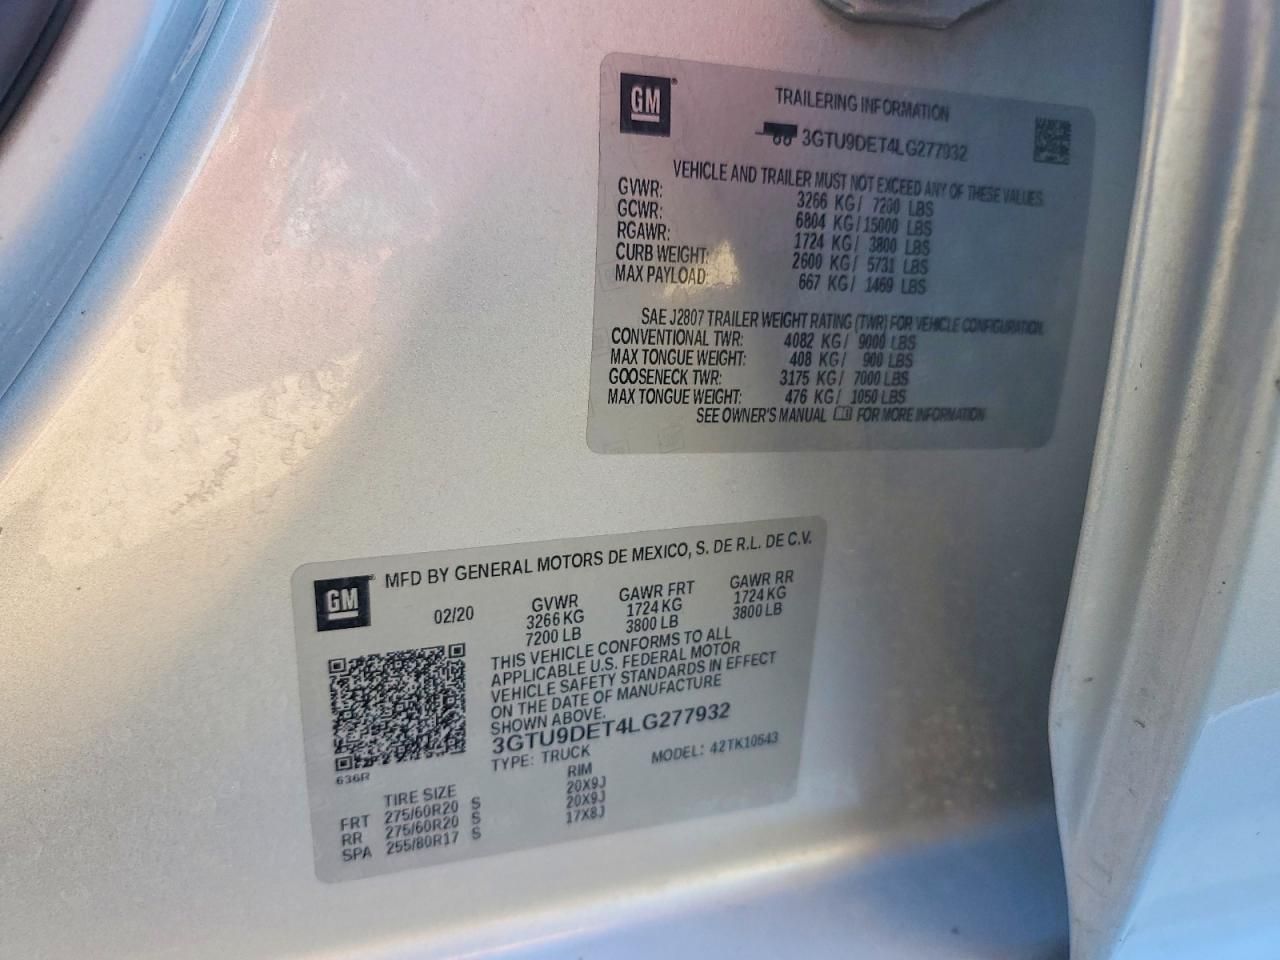 GM
TRAILERING INFORMATION
3GTU9DET4LG277932
VEHICLE AND TRAILER MUST NOT EXCEED ANY OF THESE VALUES
GVWR: 3266 KG/ 7200 LBS
GCWR: 6804 KG/ 15000 LBS
RGAWR: 1724 KG/ 3800 LBS
CURB WEIGHT: 2600 KG/ 5731 LBS
MAX PAYLOAD: 667 KG/ 1469 LBS
SAE J2807 TRAILER WEIGHT RATING (TWR) FOR VEHICLE CONFIGURATION
CONVENTIONAL TWR: 4082 KG/ 9000 LBS
MAX TONGUE WEIGHT: 408 KG/ 900 LBS
GOOSENECK TWR: 3175 KG/ 7000 LBS
MAX TONGUE WEIGHT: 476 KG/ 1050 LBS
SEE OWNER'S MANUAL FOR MORE INFORMATION
GM
MFD BY GENERAL MOTORS DE MEXICO, S. DE R.L. DE C.V.
02/20 GVWR GAWR FRT GAWR RR
3266 KG 1724 KG 1724 KG
7200 LB 3800 LB 3800 LB
THIS VEHICLE CONFORMS TO ALL
APPLICABLE U.S. FEDERAL MOTOR
VEHICLE SAFETY STANDARDS IN EFFECT
ON THE DATE OF MANUFACTURE
SHOWN ABOVE.
3GTU9DET4LG277932
TYPE: TRUCK MODEL: 42TK10543
636R
TIRE SIZE RIM
FRT 275/60R20 S 20X9J
RR 275/60R20 S 20X9J
SPA 255/80R17 S 17X8J